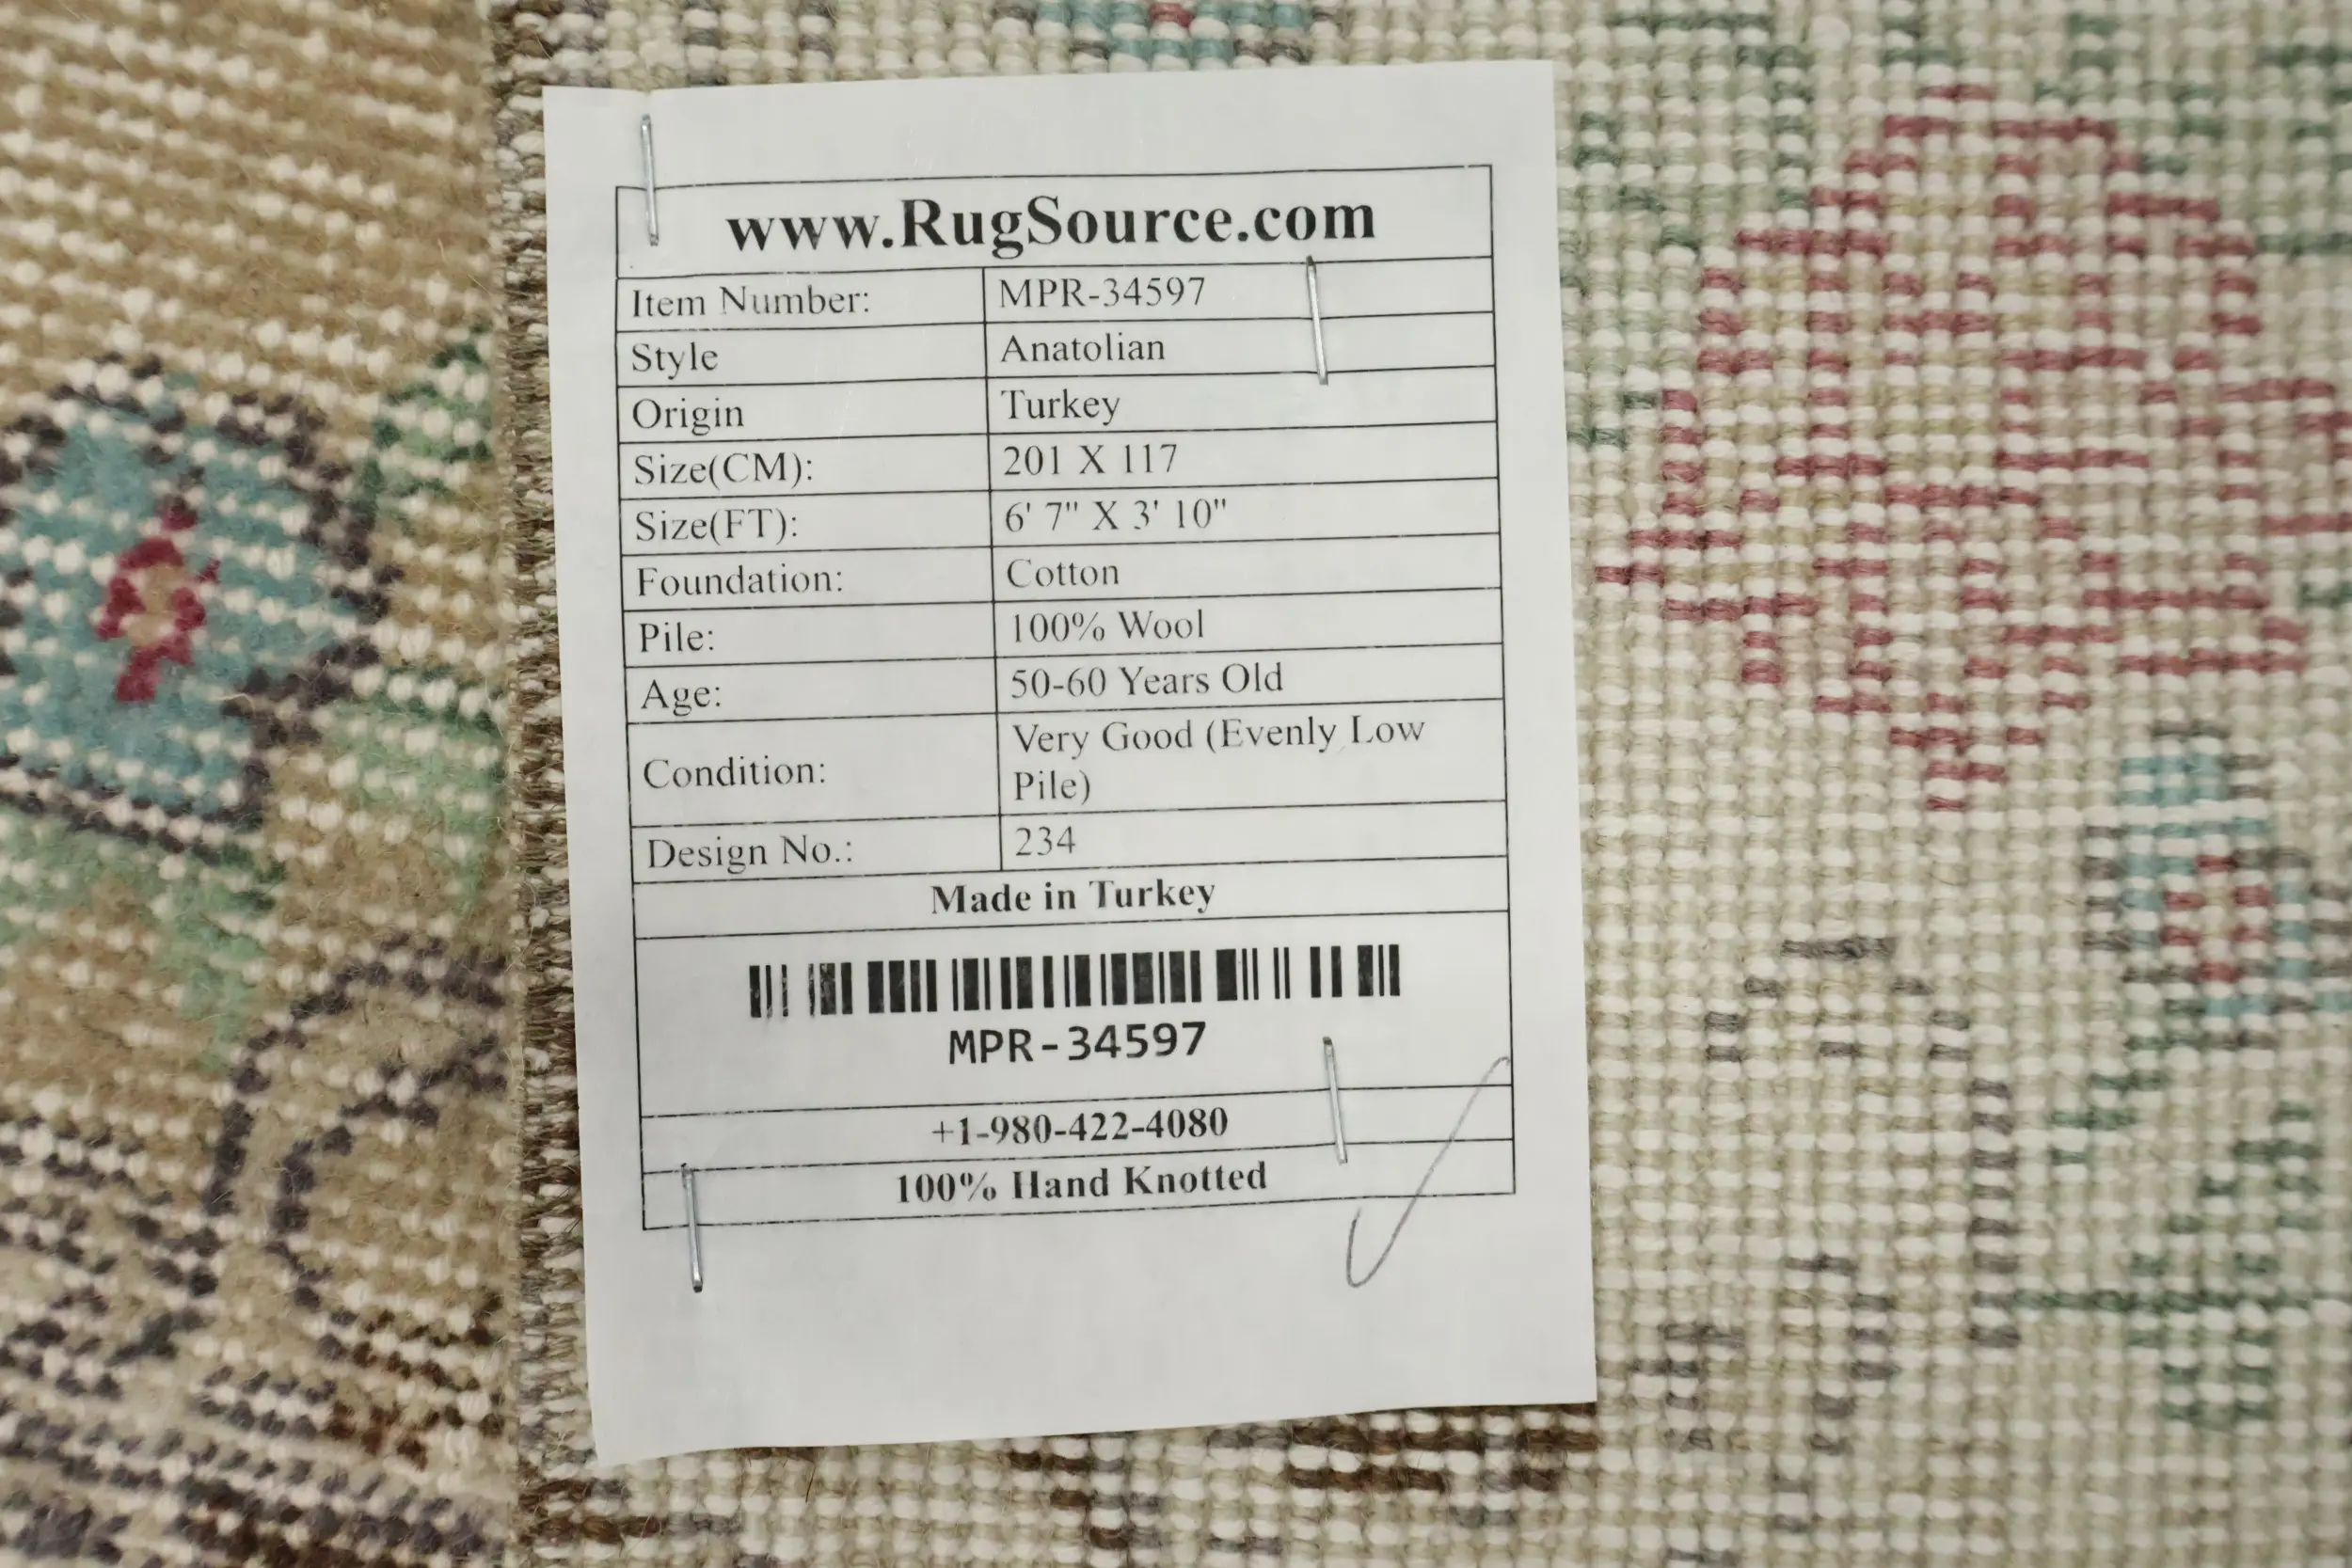 www.RugSource.com
Item Number: MPR-34597
Style Anatolian
Origin Turkey
Size(CM): 201 X 117
Size(FT): 6' 7" X 3' 10"
Foundation: Cotton
Pile: 100% Wool
Age: 50-60 Years Old
Condition: Very Good (Evenly Low
Pile)
Design No.: 234
Made in Turkey
MPR-34597
+1-980-422-4080
100% Hand Knotted